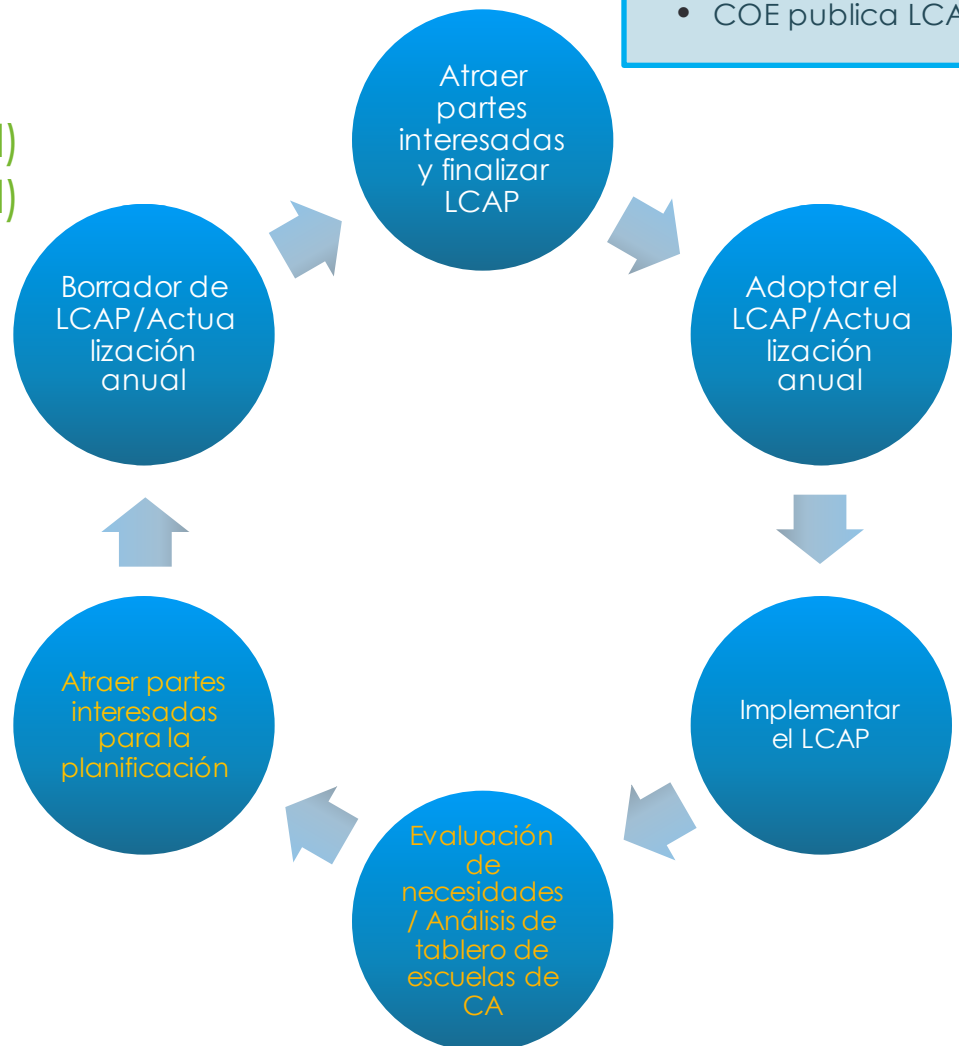 • COE publica LCA
Atraer
partes
interesadas
y finalizar
LCAP
l)
l)
Borrador de
LCAP/Actua
lización
anual
Adoptar el
LCAP/Actua
lización
anual
Atraer partes
interesadas
para la
planificación
Implementar
el LCAP
Evaluación
de
necesidades
/ Análisis de
tablero de
escuelas de
CA